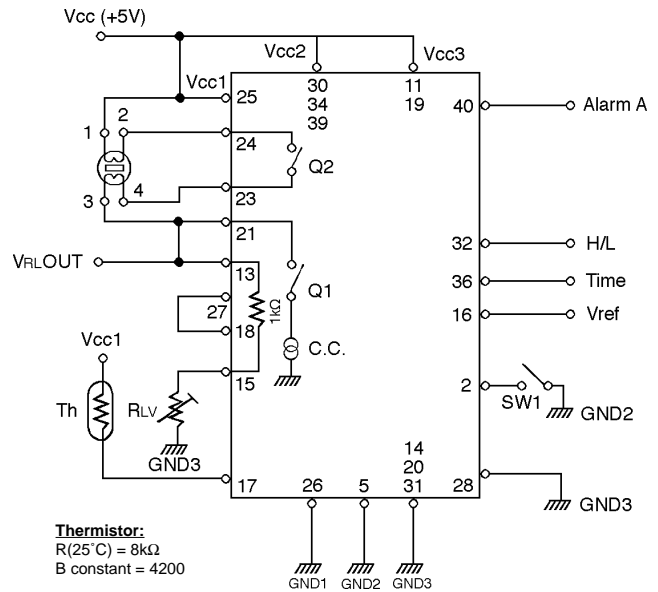 Vcc (+5V)
Vcc2
Vcc3
Vcc1
25
30
34
39
11
19
40
Alarm A
1
2
24
Q2
3
4
23
21
32
H/L
VRLOUT
13
Q1
36
Time
27
1kΩ
16
Vref
18
C.C.
Vcc1
15
2
SW1
GND2
Th
RLV
GND3
14
20
17
26
5
31
28
GND3
Thermistor:
R(25°C) = 8kΩ
B constant = 4200
GND1
GND2
GND3